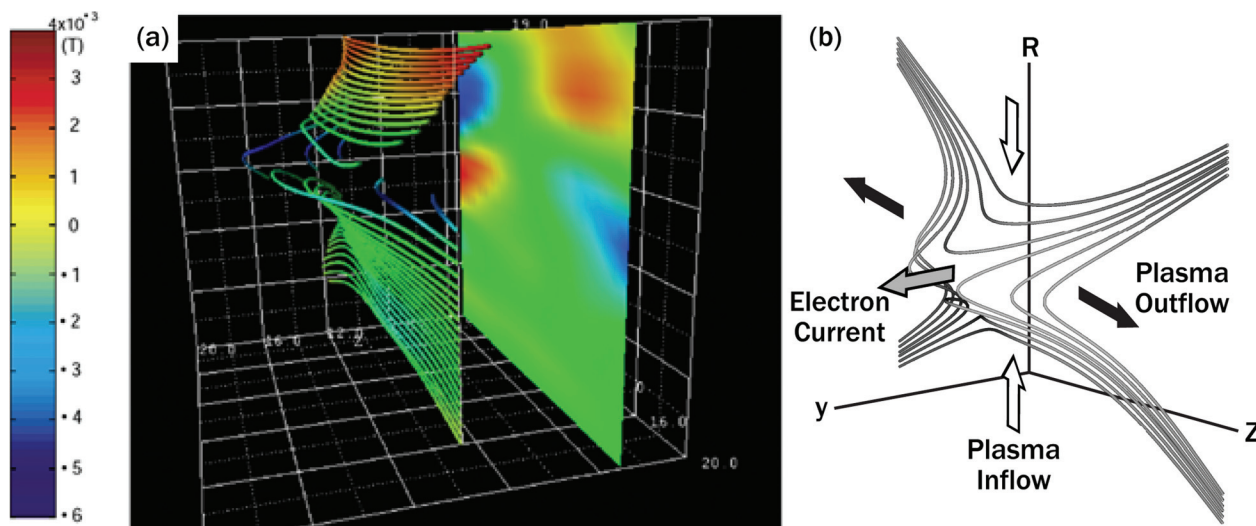 4x10⁻³
(T)
3
2
1
0
-1
-2
-3
-4
-5
-6
(a)
19.0
20.0
16.0
12.0
0
16.0
20.0
(b)
R
Electron
Current
Plasma
Outflow
y
Z
Plasma
Inflow